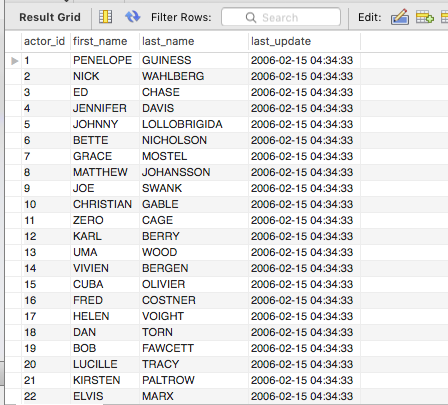 Result Grid Filter Rows: Search Edit:
actor_id first_name last_name last_update
1 PENELOPE GUINESS 2006-02-15 04:34:33
2 NICK WAHLBERG 2006-02-15 04:34:33
3 ED CHASE 2006-02-15 04:34:33
4 JENNIFER DAVIS 2006-02-15 04:34:33
5 JOHNNY LOLLOBRIGIDA 2006-02-15 04:34:33
6 BETTE NICHOLSON 2006-02-15 04:34:33
7 GRACE MOSTEL 2006-02-15 04:34:33
8 MATTHEW JOHANSSON 2006-02-15 04:34:33
9 JOE SWANK 2006-02-15 04:34:33
10 CHRISTIAN GABLE 2006-02-15 04:34:33
11 ZERO CAGE 2006-02-15 04:34:33
12 KARL BERRY 2006-02-15 04:34:33
13 UMA WOOD 2006-02-15 04:34:33
14 VIVIEN BERGEN 2006-02-15 04:34:33
15 CUBA OLIVIER 2006-02-15 04:34:33
16 FRED COSTNER 2006-02-15 04:34:33
17 HELEN VOIGHT 2006-02-15 04:34:33
18 DAN TORN 2006-02-15 04:34:33
19 BOB FAWCETT 2006-02-15 04:34:33
20 LUCILLE TRACY 2006-02-15 04:34:33
21 KIRSTEN PALTROW 2006-02-15 04:34:33
22 ELVIS MARX 2006-02-15 04:34:33